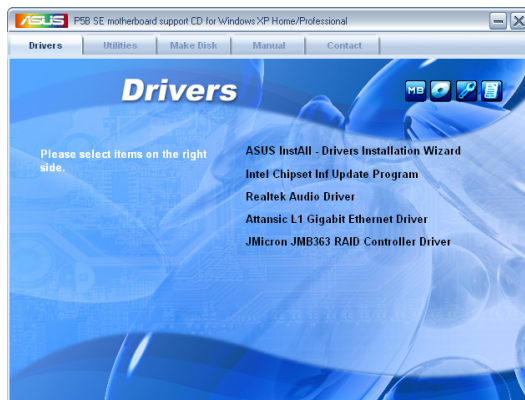 ASUS P5B SE motherboard support CD for Windows XP Home/Professional
Drivers Utilities Make Disk Manual Contact
Drivers
MB
Please select items on the right
side.
ASUS InstAll - Drivers Installation Wizard
Intel Chipset Inf Update Program
Realtek Audio Driver
Attansic L1 Gigabit Ethernet Driver
JMicron JMB363 RAID Controller Driver